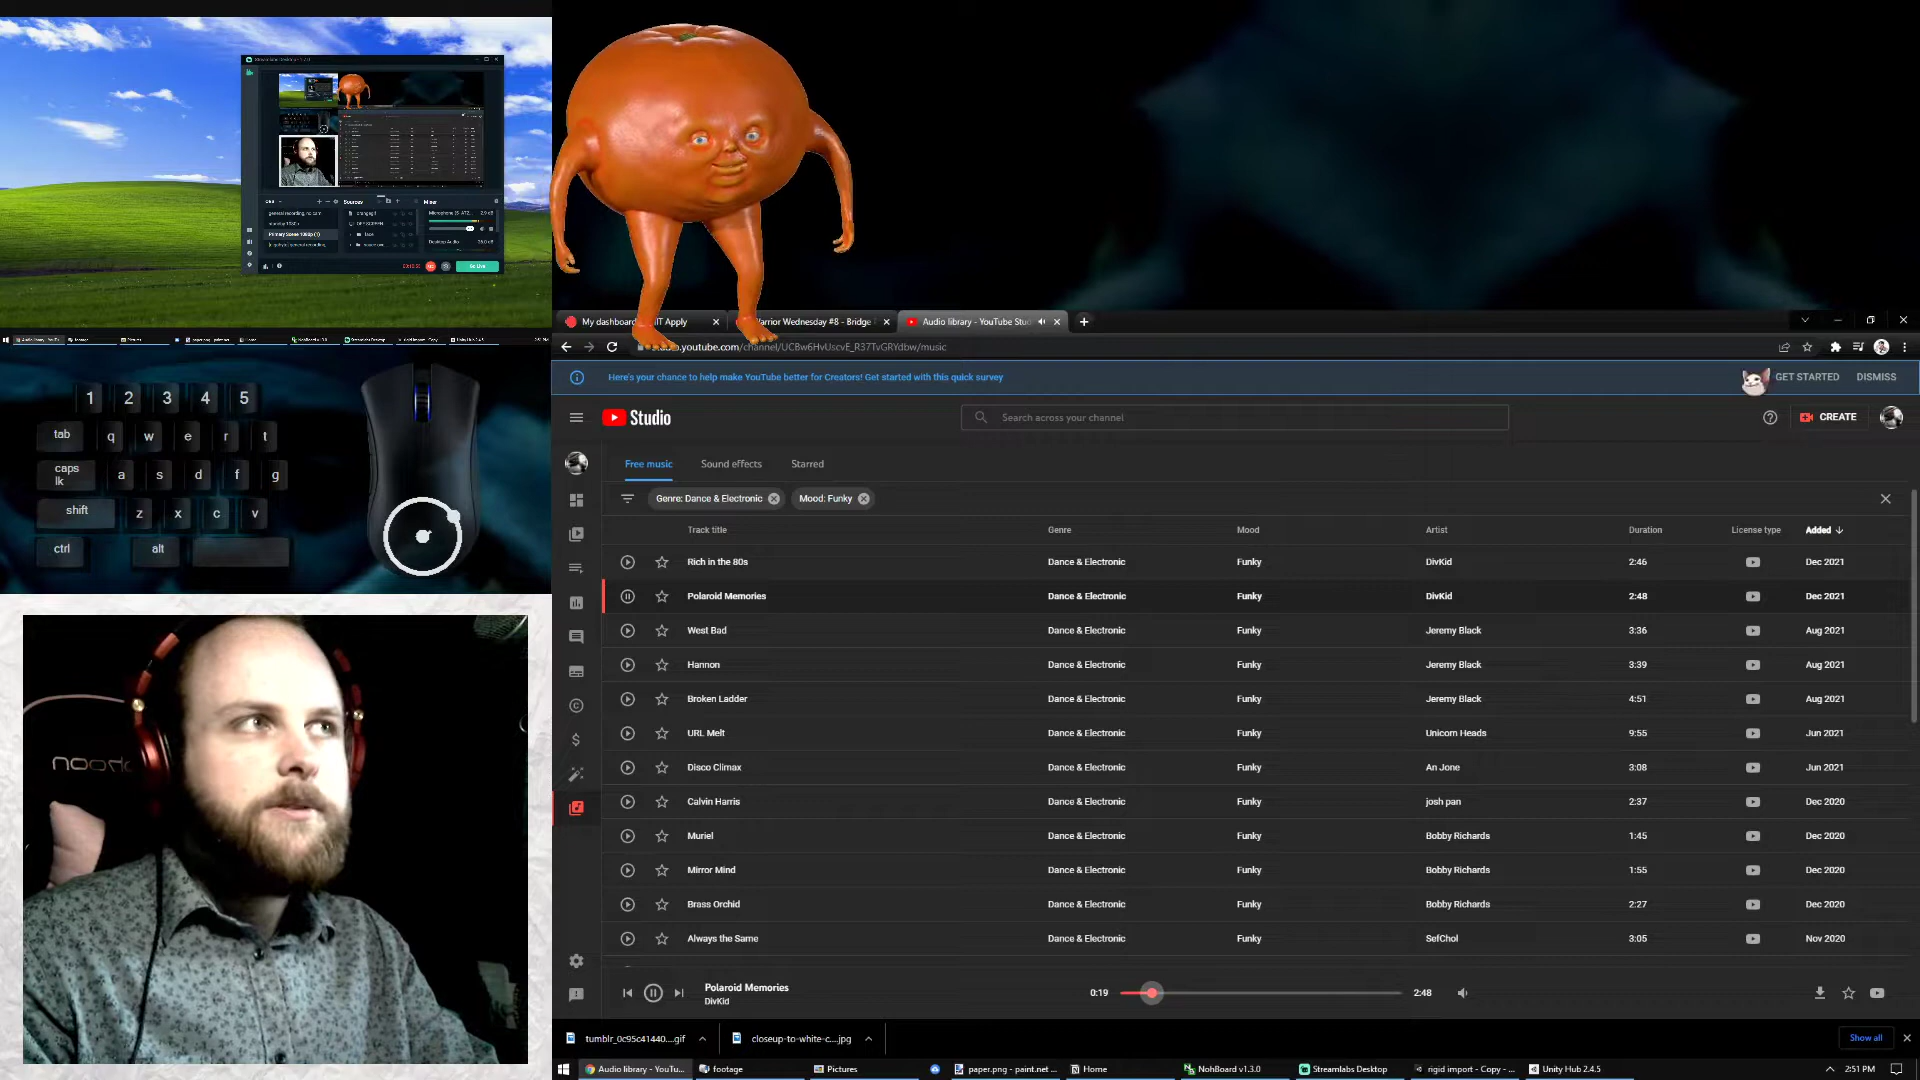 Sources
Mixer
Primary Scene 1080p (1)
Desktop Audio
Go Live
1 2 3 4 5
tab q w e r t
caps
lk
a s d f g
shift z x c v
ctrl alt
My dashboard
IT Apply
arrior Wednesday #8 - Bridge
Audio library - YouTube Stud
.youtube.com/channel/UCBw6HvUscvE_R37TvGRYdbw/music
Here's your chance to help make YouTube better for Creators! Get started with this quick survey
GET STARTED
DISMISS
Studio
Search across your channel
CREATE
Free music
Sound effects
Starred
Genre: Dance & Electronic
Mood: Funky
Track title Genre Mood Artist Duration License type Added
Rich in the 80s Dance & Electronic Funky DivKid 2:46 Dec 2021
Polaroid Memories Dance & Electronic Funky DivKid 2:48 Dec 2021
West Bad Dance & Electronic Funky Jeremy Black 3:36 Aug 2021
Hannon Dance & Electronic Funky Jeremy Black 3:39 Aug 2021
Broken Ladder Dance & Electronic Funky Jeremy Black 4:51 Aug 2021
URL Melt Dance & Electronic Funky Unicorn Heads 9:55 Jun 2021
Disco Climax Dance & Electronic Funky An Jone 3:08 Jun 2021
Calvin Harris Dance & Electronic Funky josh pan 2:37 Dec 2020
Muriel Dance & Electronic Funky Bobby Richards 1:45 Dec 2020
Mirror Mind Dance & Electronic Funky Bobby Richards 1:55 Dec 2020
Brass Orchid Dance & Electronic Funky Bobby Richards 2:27 Dec 2020
Always the Same Dance & Electronic Funky SefChol 3:05 Nov 2020
Polaroid Memories
DivKid
0:19
2:48
tumblr_0c95c41440....gif
closeup-to-white-c....jpg
Show all
Audio library - YouTu...
footage
Pictures
paper.png - paint.net ...
Home
NohBoard v1.3.0
Streamlabs Desktop
rigid import - Copy - ...
Unity Hub 2.4.5
2:51 PM